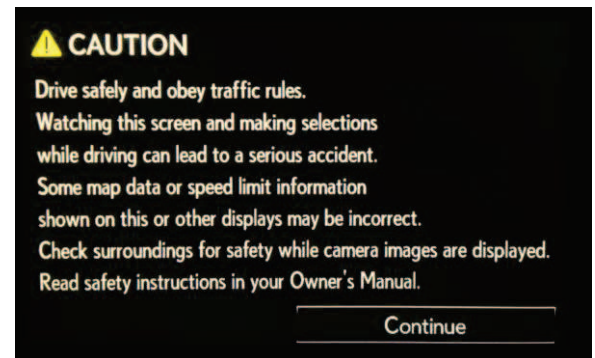 CAUTION
Drive safely and obey traffic rules.
Watching this screen and making selections
while driving can lead to a serious accident.
Some map data or speed limit information
shown on this or other displays may be incorrect.
Check surroundings for safety while camera images are displayed.
Read safety instructions in your Owner's Manual.
Continue